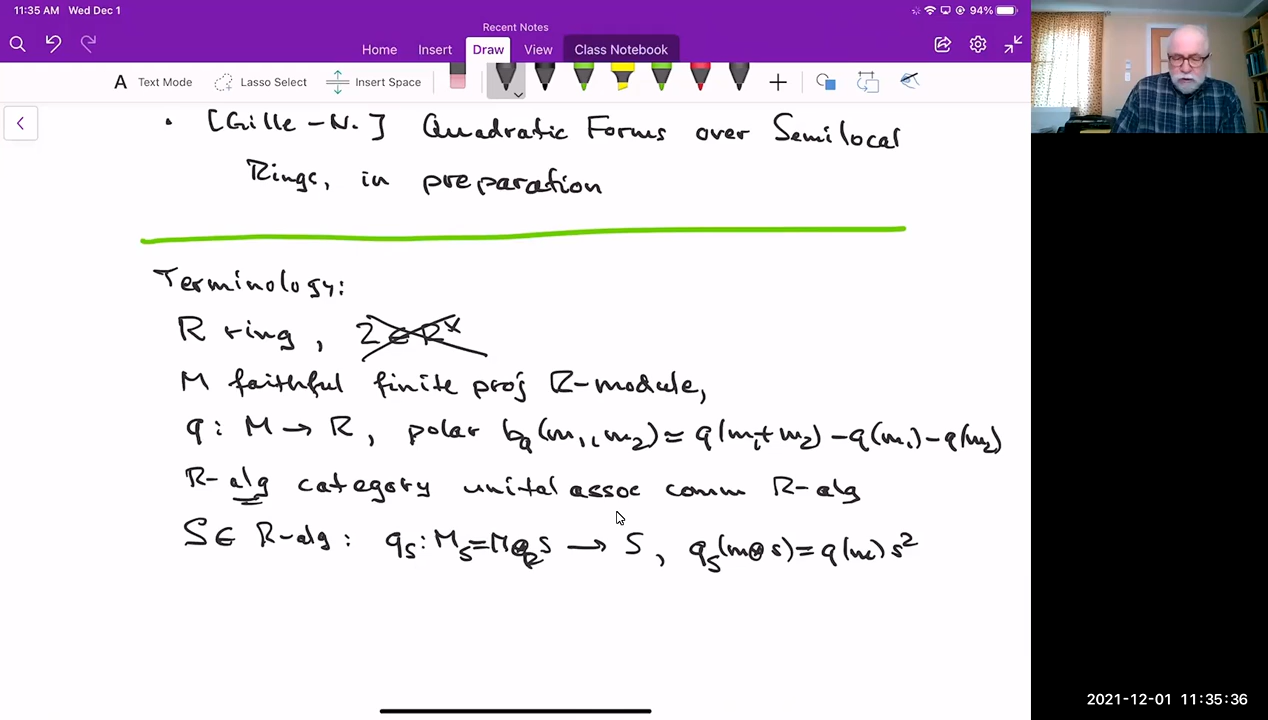 11:35 AM Wed Dec 1
94%
Recent Notes
Home Insert Draw View Class Notebook
A Text Mode Lasso Select Insert Space
• [Gille-N.] Quadratic Forms over Semilocal
Rings, in preparation
Terminology:
R ring, 2 ∈ R^×
M faithful finite proj R-module,
q: M → R, polar b_q(m_1, m_2) = q(m_1+m_2) - q(m_1) - q(m_2)
R-alg category unital assoc comm R-alg
S ∈ R-alg: q_S: M_S = M⊗_R S → S, q_S(m⊗s) = q(m) s^2
2021-12-01 11:35:36